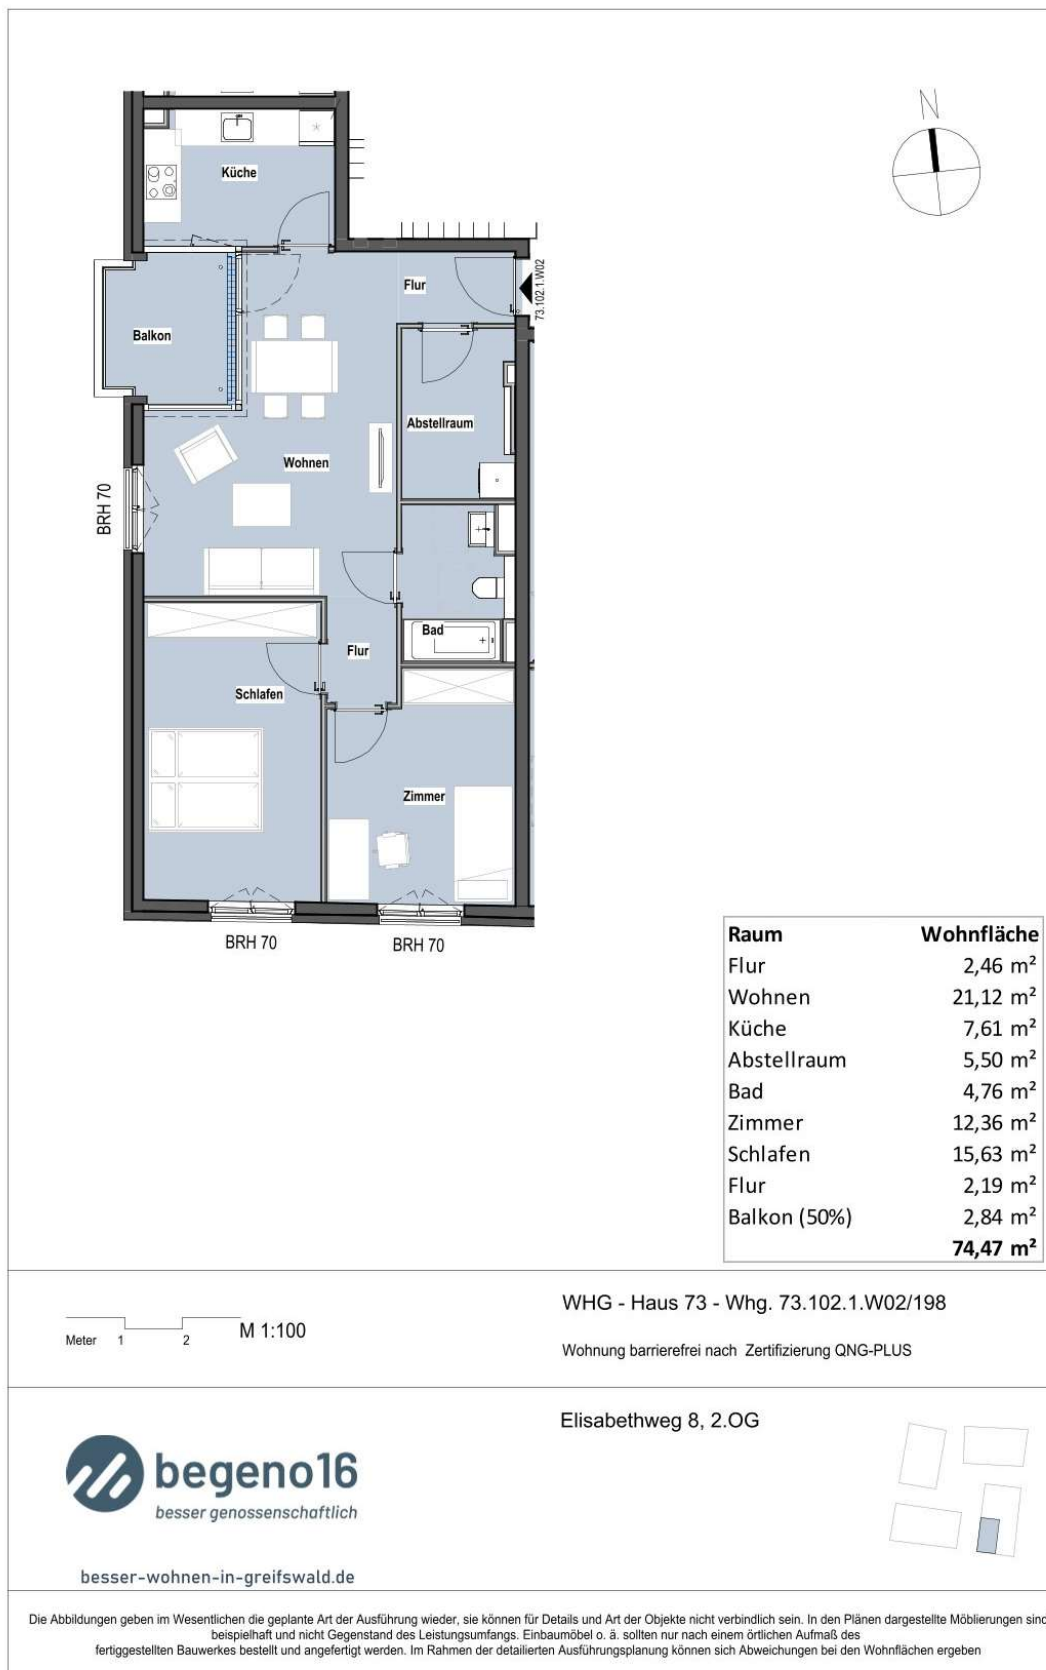 N
Küche
Flur
73.102.1.W02
Balkon
Abstellraum
Wohnen
BRH 70
Bad
Flur
Schlafen
Zimmer
BRH 70
BRH 70
Raum Wohnfläche
Flur 2,46 m²
Wohnen 21,12 m²
Küche 7,61 m²
Abstellraum 5,50 m²
Bad 4,76 m²
Zimmer 12,36 m²
Schlafen 15,63 m²
Flur 2,19 m²
Balkon (50%) 2,84 m²
74,47 m²
Meter 1 2 M 1:100
WHG - Haus 73 - Whg. 73.102.1.W02/198
Wohnung barrierefrei nach Zertifizierung QNG-PLUS
Elisabethweg 8, 2.OG
begeno16
besser genossenschaftlich
besser-wohnen-in-greifswald.de
Die Abbildungen geben im Wesentlichen die geplante Art der Ausführung wieder, sie können für Details und Art der Objekte nicht verbindlich sein. In den Plänen dargestellte Möblierungen sind
beispielhaft und nicht Gegenstand des Leistungsumfangs. Einbaumöbel o. ä. sollten nur nach einem örtlichen Aufmaß des
fertiggestellten Bauwerkes bestellt und angefertigt werden. Im Rahmen der detailierten Ausführungsplanung können sich Abweichungen bei den Wohnflächen ergeben